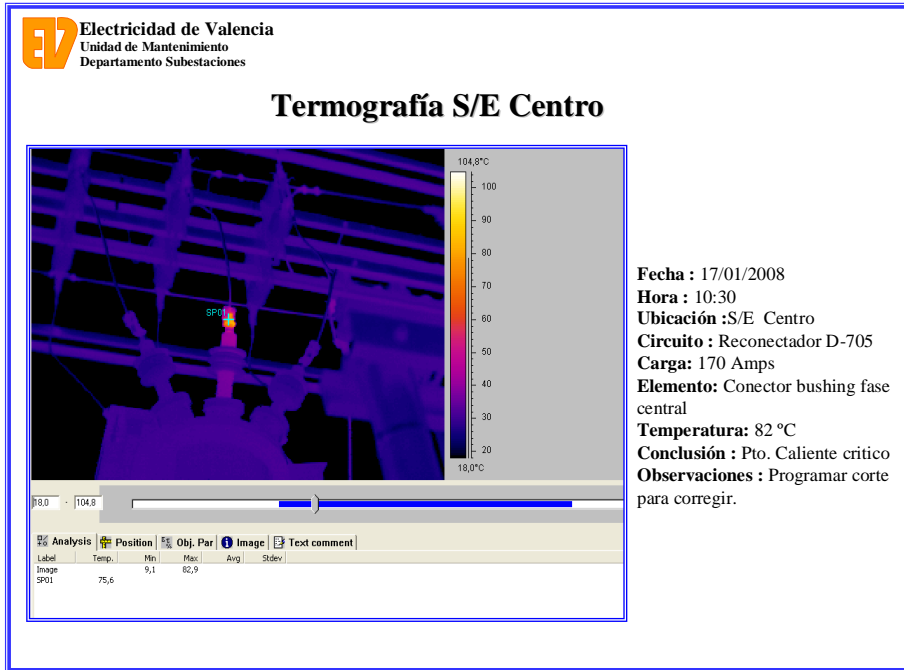 EV
Electricidad de Valencia
Unidad de Mantenimiento
Departamento Subestaciones
Termografía S/E Centro
104,8°C
100
90
80
70
60
50
40
30
20
18,0°C
SP01
18,0 - 104,8
Analysis Position Obj. Par Image Text comment
Label Temp. Min Max Avg Stdev
Image 9,1 82,9
SP01 75,6
Fecha : 17/01/2008
Hora : 10:30
Ubicación :S/E Centro
Circuito : Reconectador D-705
Carga: 170 Amps
Elemento: Conector bushing fase
central
Temperatura: 82 ºC
Conclusión : Pto. Caliente critico
Observaciones : Programar corte
para corregir.